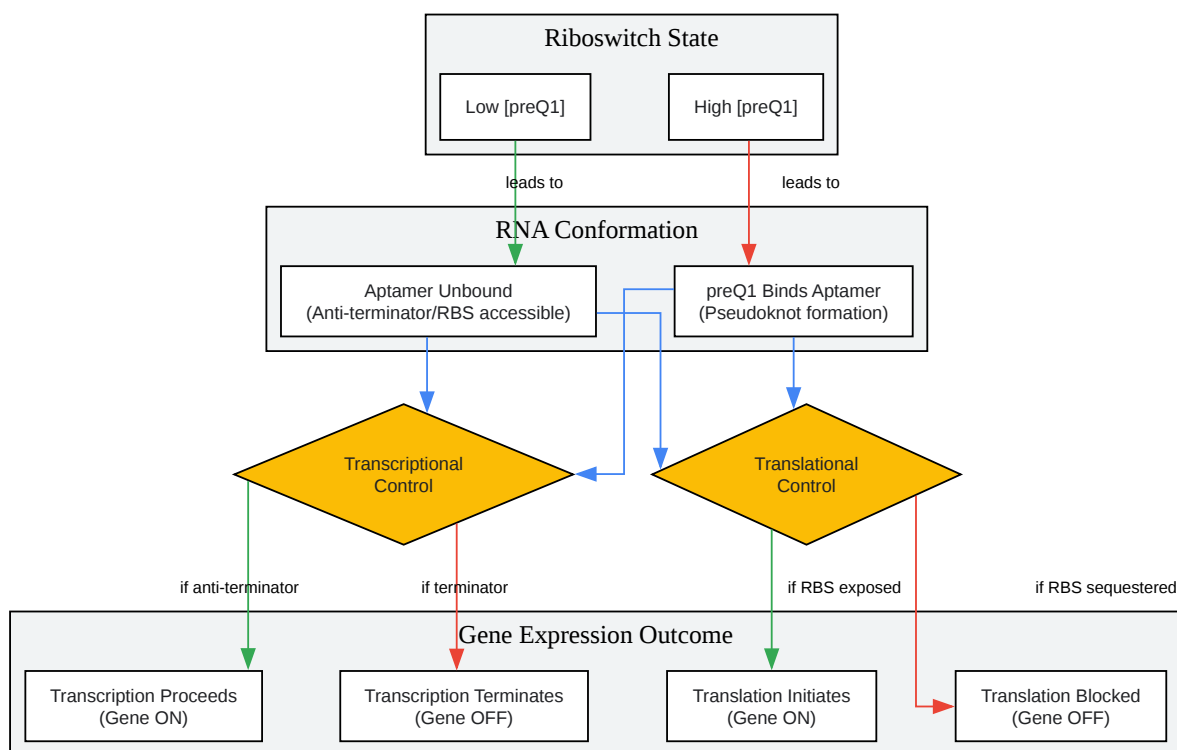 Riboswitch State
Low [preQ1]
High [preQ1]
leads to
leads to
RNA Conformation
Aptamer Unbound
(Anti-terminator/RBS accessible)
preQ1 Binds Aptamer
(Pseudoknot formation)
Transcriptional
Control
Translational
Control
if anti-terminator
if terminator
if RBS exposed
if RBS sequestered
Gene Expression Outcome
Transcription Proceeds
(Gene ON)
Transcription Terminates
(Gene OFF)
Translation Initiates
(Gene ON)
Translation Blocked
(Gene OFF)